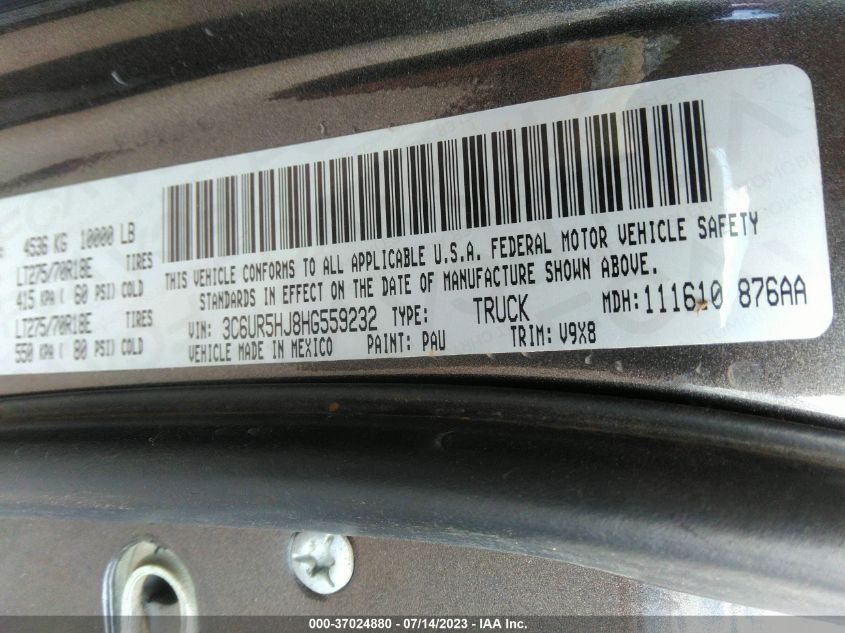 4536 KG 10000 LB
LT275/70R18E TIRES
415 KPA ( 60 PSI) COLD
LT275/70R18E TIRES
550 KPA ( 80 PSI) COLD
THIS VEHICLE CONFORMS TO ALL APPLICABLE U.S.A. FEDERAL MOTOR VEHICLE SAFETY
STANDARDS IN EFFECT ON THE DATE OF MANUFACTURE SHOWN ABOVE.
VIN: 3C6UR5HJ8HG559232 TYPE: TRUCK MDH: 111610 876AA
VEHICLE MADE IN MEXICO PAINT: PAU TRIM: V9X8
000-37024880 - 07/14/2023 - IAA Inc.